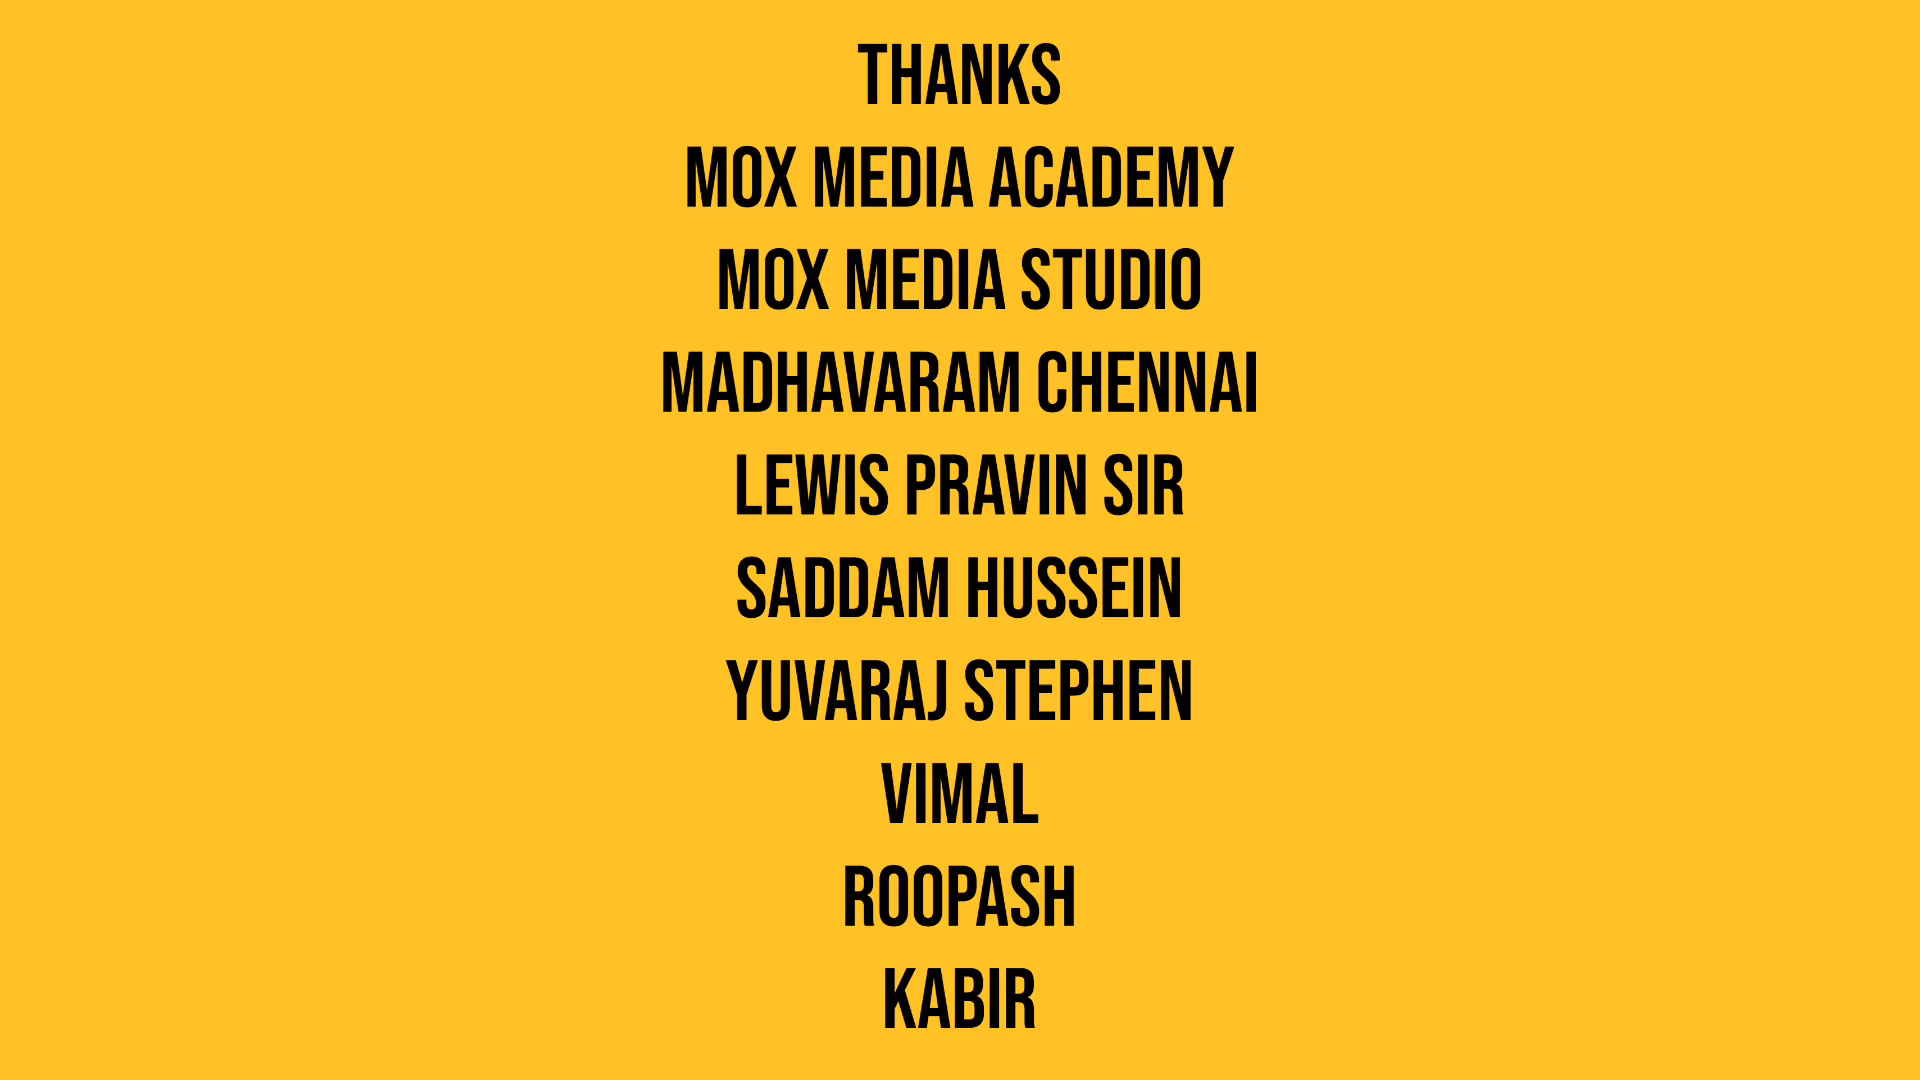 THANKS
MOX MEDIA ACADEMY
MOX MEDIA STUDIO
MADHAVARAM CHENNAI
LEWIS PRAVIN SIR
SADDAM HUSSEIN
YUVARAJ STEPHEN
VIMAL
ROOPASH
KABIR